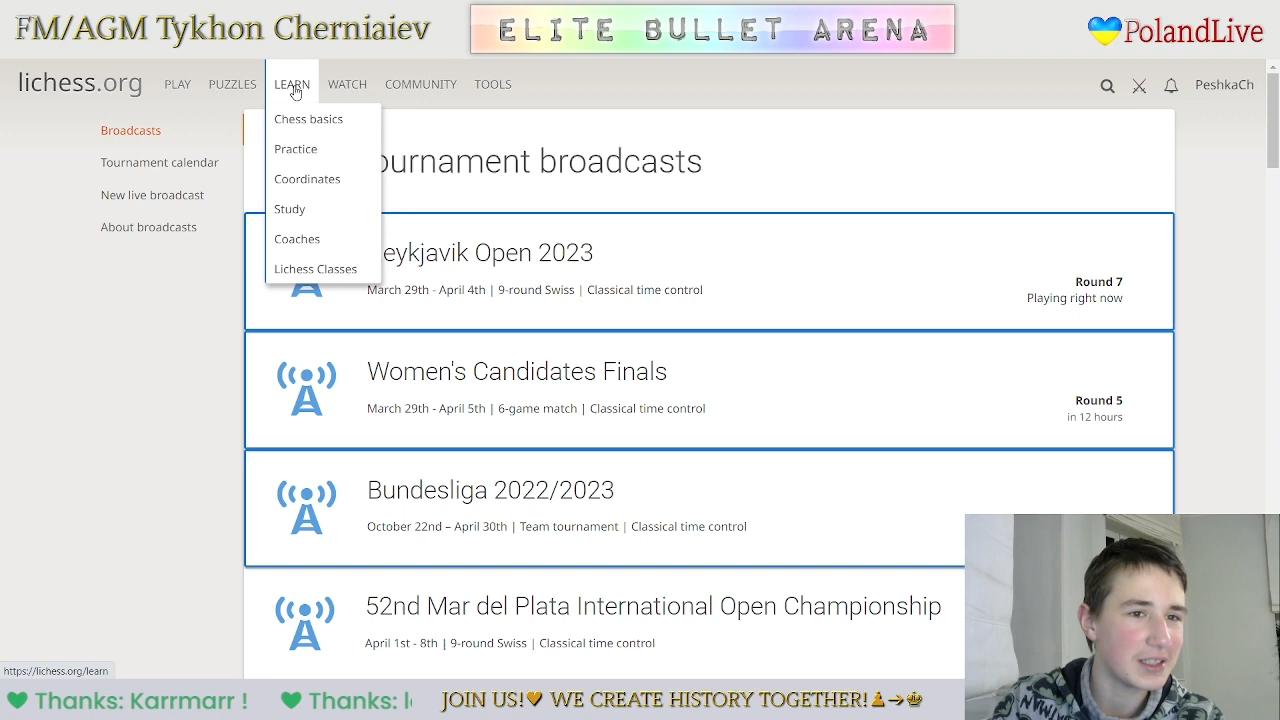 FM/AGM Tykhon Cherniaiev
ELITE BULLET ARENA
PolandLive
lichess.org PLAY PUZZLES LEARN WATCH COMMUNITY TOOLS PeshkaCh
Broadcasts
Tournament calendar
New live broadcast
About broadcasts
Chess basics
Practice
Coordinates
Study
Coaches
Lichess Classes
ournament broadcasts
eykjavik Open 2023
March 29th - April 4th | 9-round Swiss | Classical time control
Round 7
Playing right now
Women's Candidates Finals
March 29th - April 5th | 6-game match | Classical time control
Round 5
in 12 hours
Bundesliga 2022/2023
October 22nd – April 30th | Team tournament | Classical time control
52nd Mar del Plata International Open Championship
April 1st - 8th | 9-round Swiss | Classical time control
https://lichess.org/learn
Thanks: Karrmarr ! Thanks:
JOIN US!🧡 WE CREATE HISTORY TOGETHER!♟️→♚